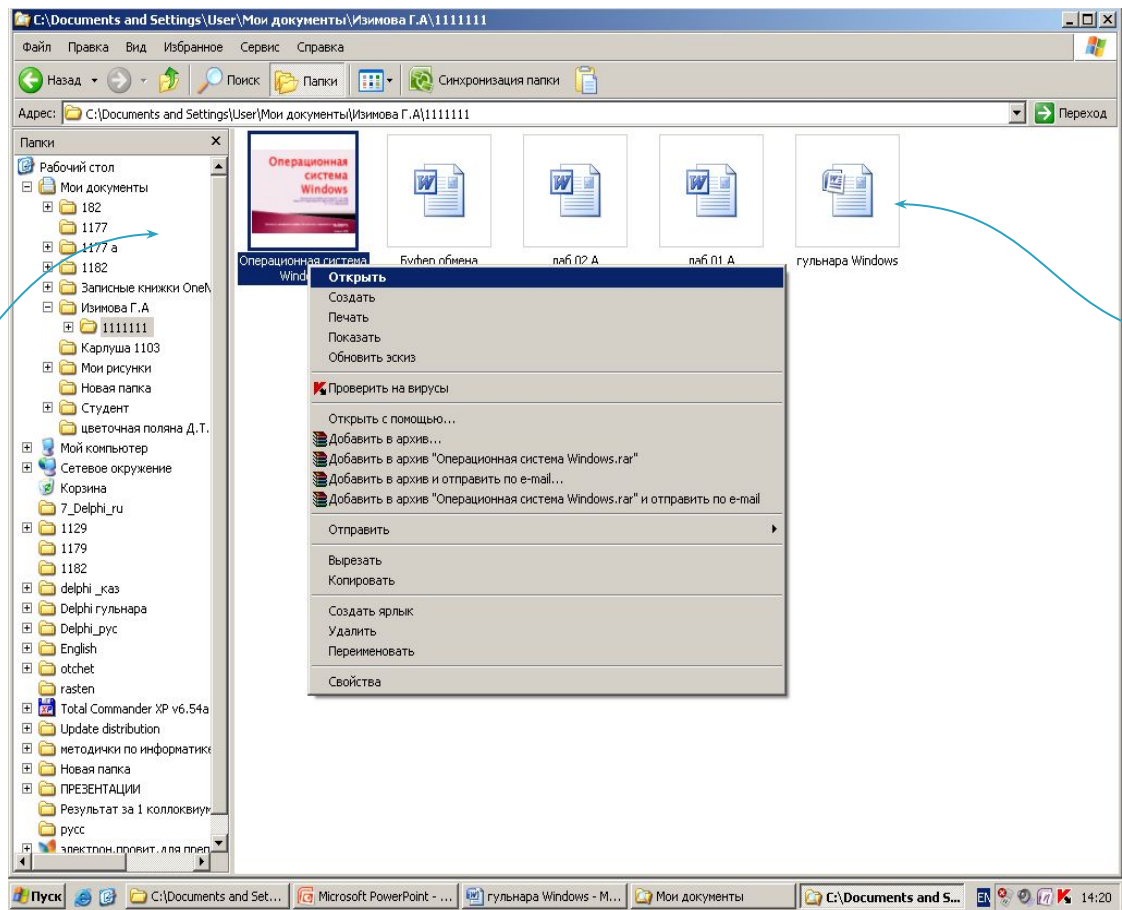 C:\Documents and Settings\User\Мои документы\Изимова Г.А\1111111
Файл Правка Вид Избранное Сервис Справка
Назад Поиск Папки Синхронизация папки
Адрес: C:\Documents and Settings\User\Мои документы\Изимова Г.А\1111111 Переход
Папки
Рабочий стол
Мои документы
182
1177
1177 а
1182
Записные книжки OneN
Изимова Г.А
1111111
Карлуша 1103
Мои рисунки
Новая папка
Студент
цветочная поляна Д.Т.
Мой компьютер
Сетевое окружение
Корзина
7_Delphi_ru
1129
1179
1182
delphi _каз
Delphi гульнара
Delphi_рус
English
otchet
rasten
Total Commander XP v6.54a
Update distribution
методички по информатике
Новая папка
ПРЕЗЕНТАЦИИ
Результат за 1 коллоквиум
русс
электрон.провит.для преп
Операционная
система
Windows
Операционная система
Wind
Буфер обмена
лаб 02 А
лаб 01 А
гульнара Windows
Открыть
Создать
Печать
Показать
Обновить эскиз
Проверить на вирусы
Открыть с помощью...
Добавить в архив...
Добавить в архив "Операционная система Windows.rar"
Добавить в архив и отправить по e-mail...
Добавить в архив "Операционная система Windows.rar" и отправить по e-mail
Отправить
Вырезать
Копировать
Создать ярлык
Удалить
Переименовать
Свойства
Пуск C:\Documents and Set... Microsoft PowerPoint - ... гульнара Windows - M... Мои документы C:\Documents and S... EN 14:20